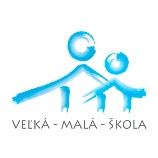 VEĽKÁ - MALÁ - ŠKOLA